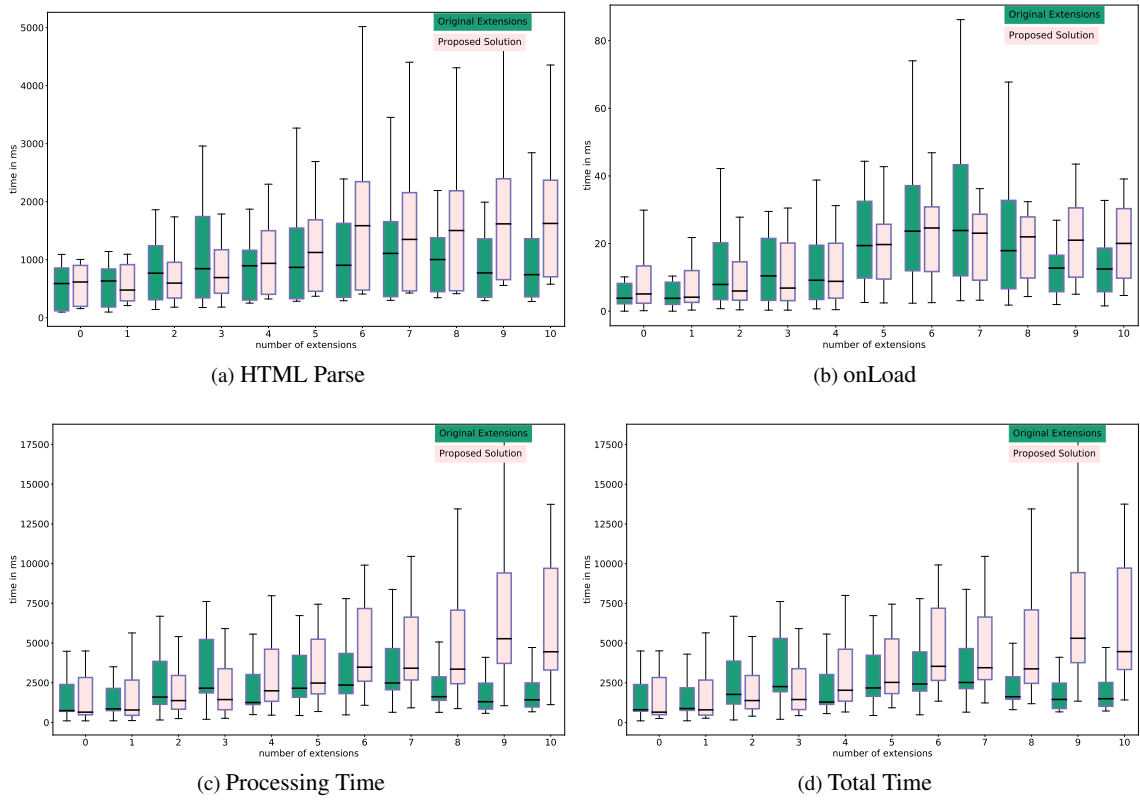 Original Extensions
Proposed Solution
5000
4000
3000
2000
1000
0
time in ms
0 1 2 3 4 5 6 7 8 9 10
number of extensions
(a) HTML Parse
Original Extensions
Proposed Solution
80
60
40
20
0
time in ms
0 1 2 3 4 5 6 7 8 9 10
number of extensions
(b) onLoad
Original Extensions
Proposed Solution
17500
15000
12500
10000
7500
5000
2500
0
time in ms
0 1 2 3 4 5 6 7 8 9 10
number of extensions
(c) Processing Time
Original Extensions
Proposed Solution
17500
15000
12500
10000
7500
5000
2500
0
time in ms
0 1 2 3 4 5 6 7 8 9 10
number of extensions
(d) Total Time